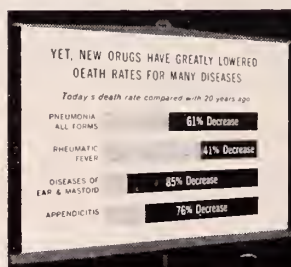 YET, NEW DRUGS HAVE GREATLY LOWERED
DEATH RATES FOR MANY DISEASES
Today's death rate compared with 20 years ago
PNEUMONIA
ALL FORMS
61% Decrease
RHEUMATIC
FEVER
41% Decrease
DISEASES OF
EAR & MASTOID
85% Decrease
APPENDICITIS
76% Decrease